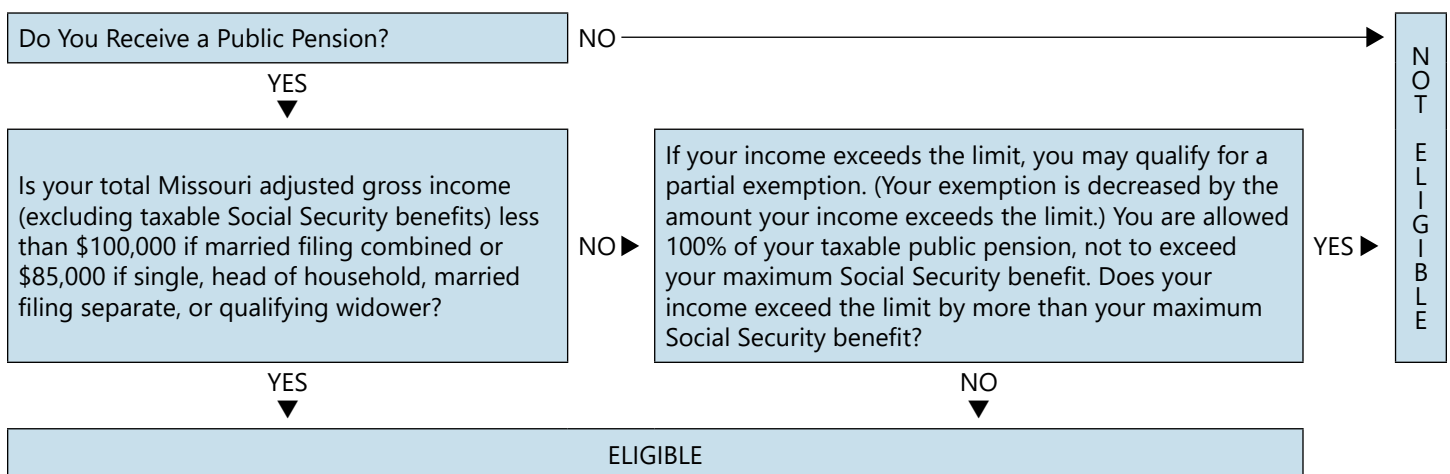 Do You Receive a Public Pension?
NO
YES
Is your total Missouri adjusted gross income
(excluding taxable Social Security benefits) less
than $100,000 if married filing combined or
$85,000 if single, head of household, married
filing separate, or qualifying widower?
NO
If your income exceeds the limit, you may qualify for a
partial exemption. (Your exemption is decreased by the
amount your income exceeds the limit.) You are allowed
100% of your taxable public pension, not to exceed
your maximum Social Security benefit. Does your
income exceed the limit by more than your maximum
Social Security benefit?
YES
NOT ELIGIBLE
YES
NO
ELIGIBLE